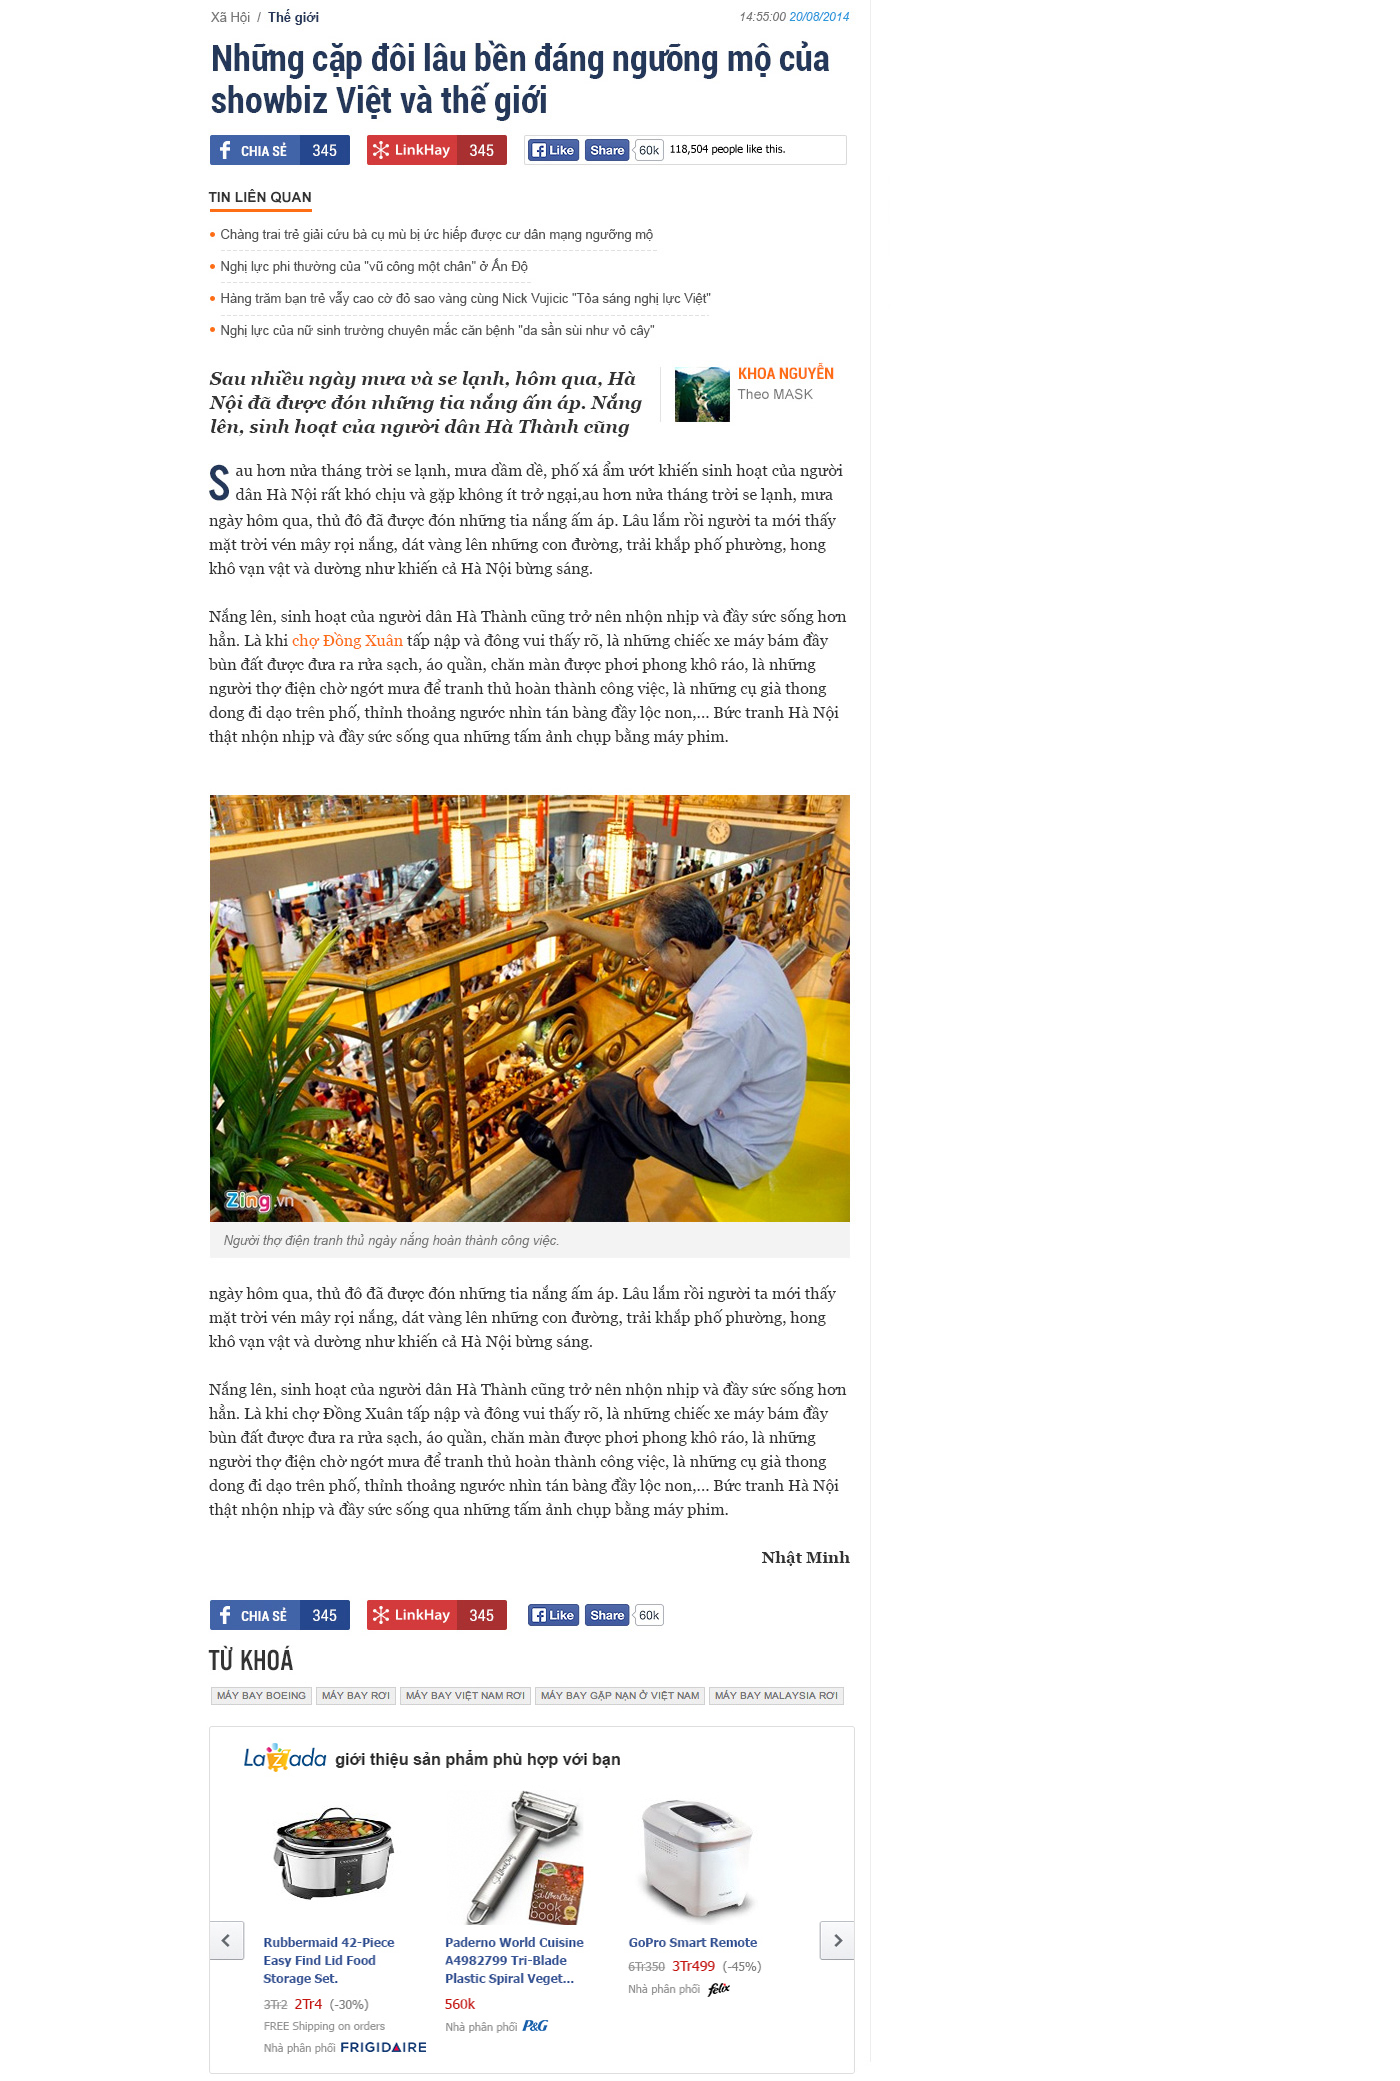 Xã Hội / Thế giới
14:55:00 20/08/2014
Những cặp đôi lâu bền đáng ngưỡng mộ của
showbiz Việt và thế giới
CHIA SẺ 345
LinkHay 345
Like Share 60k 118,504 people like this.
TIN LIÊN QUAN
Chàng trai trẻ giải cứu bà cụ mù bị ức hiếp được cư dân mạng ngưỡng mộ
Nghị lực phi thường của "vũ công một chân" ở Ấn Độ
Hàng trăm bạn trẻ vẫy cao cờ đỏ sao vàng cùng Nick Vujicic "Tỏa sáng nghị lực Việt"
Nghị lực của nữ sinh trường chuyên mắc căn bệnh "da sần sùi như vỏ cây"
Sau nhiều ngày mưa và se lạnh, hôm qua, Hà
Nội đã được đón những tia nắng ấm áp. Nắng
lên, sinh hoạt của người dân Hà Thành cũng
KHOA NGUYỄN
Theo MASK
Sau hơn nửa tháng trời se lạnh, mưa dầm dề, phố xá ẩm ướt khiến sinh hoạt của người
dân Hà Nội rất khó chịu và gặp không ít trở ngại,au hơn nửa tháng trời se lạnh, mưa
ngày hôm qua, thủ đô đã được đón những tia nắng ấm áp. Lâu lắm rồi người ta mới thấy
mặt trời vén mây rọi nắng, dát vàng lên những con đường, trải khắp phố phường, hong
khô vạn vật và dường như khiến cả Hà Nội bừng sáng.
Nắng lên, sinh hoạt của người dân Hà Thành cũng trở nên nhộn nhịp và đầy sức sống hơn
hẳn. Là khi chợ Đồng Xuân tấp nập và đông vui thấy rõ, là những chiếc xe máy bám đầy
bùn đất được đưa ra rửa sạch, áo quần, chăn màn được phơi phong khô ráo, là những
người thợ điện chờ ngớt mưa để tranh thủ hoàn thành công việc, là những cụ già thong
dong đi dạo trên phố, thỉnh thoảng ngước nhìn tán bàng đầy lộc non,... Bức tranh Hà Nội
thật nhộn nhịp và đầy sức sống qua những tấm ảnh chụp bằng máy phim.
Zing.vn
Người thợ điện tranh thủ ngày nắng hoàn thành công việc.
ngày hôm qua, thủ đô đã được đón những tia nắng ấm áp. Lâu lắm rồi người ta mới thấy
mặt trời vén mây rọi nắng, dát vàng lên những con đường, trải khắp phố phường, hong
khô vạn vật và dường như khiến cả Hà Nội bừng sáng.
Nắng lên, sinh hoạt của người dân Hà Thành cũng trở nên nhộn nhịp và đầy sức sống hơn
hẳn. Là khi chợ Đồng Xuân tấp nập và đông vui thấy rõ, là những chiếc xe máy bám đầy
bùn đất được đưa ra rửa sạch, áo quần, chăn màn được phơi phong khô ráo, là những
người thợ điện chờ ngớt mưa để tranh thủ hoàn thành công việc, là những cụ già thong
dong đi dạo trên phố, thỉnh thoảng ngước nhìn tán bàng đầy lộc non,... Bức tranh Hà Nội
thật nhộn nhịp và đầy sức sống qua những tấm ảnh chụp bằng máy phim.
Nhật Minh
CHIA SẺ 345
LinkHay 345
Like Share 60k
TỪ KHOÁ
MÁY BAY BOEING MÁY BAY RƠI MÁY BAY VIỆT NAM RƠI MÁY BAY GẶP NẠN Ở VIỆT NAM MÁY BAY MALAYSIA RƠI
Lazada giới thiệu sản phẩm phù hợp với bạn
cook
book
Rubbermaid 42-Piece
Easy Find Lid Food
Storage Set.
3Tr2 2Tr4 (-30%)
FREE Shipping on orders
Nhà phân phối FRIGIDAIRE
Paderno World Cuisine
A4982799 Tri-Blade
Plastic Spiral Veget...
560k
Nhà phân phối P&G
GoPro Smart Remote
6Tr350 3Tr499 (-45%)
Nhà phân phối felix